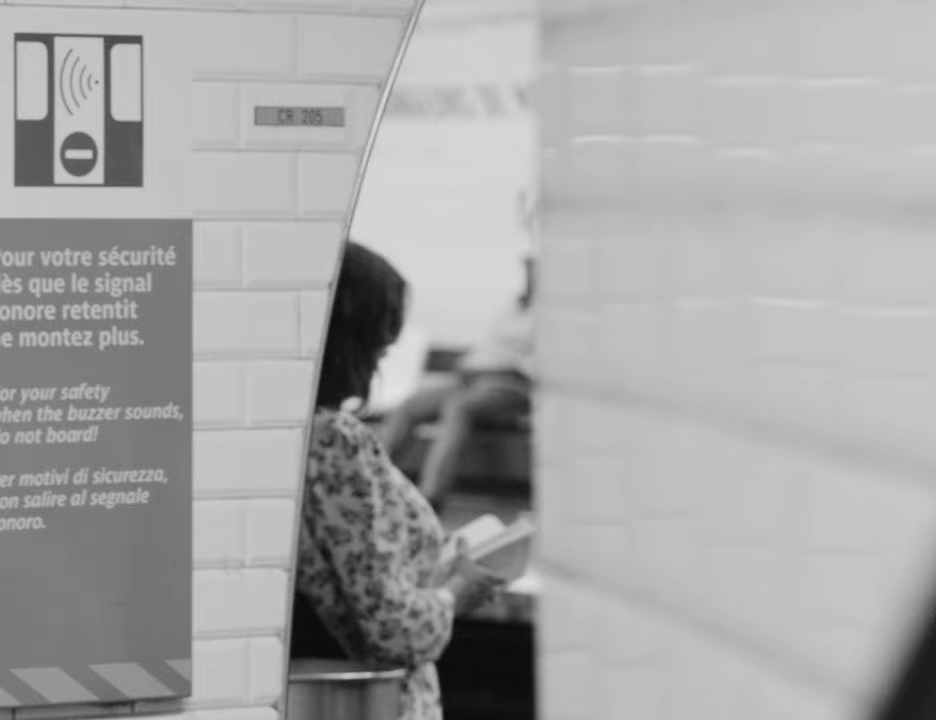 CR 205
our votre sécurité
ès que le signal
onore retentit
e montez plus.
or your safety
hen the buzzer sounds,
o not board!
er motivi di sicurezza,
on salire al segnale
onoro.